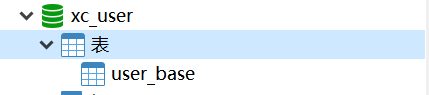 xc_user
表
user_base